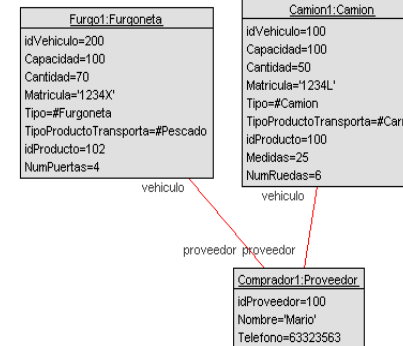 Furgo1:Furgoneta
idVehiculo=200
Capacidad=100
Cantidad=70
Matricula='1234X'
Tipo=#Furgoneta
TipoProductoTransporta=#Pescado
idProducto=102
NumPuertas=4
Camion1:Camion
idVehiculo=100
Capacidad=100
Cantidad=50
Matricula='1234L'
Tipo=#Camion
TipoProductoTransporta=#Carn
idProducto=100
Medidas=25
NumRuedas=6
vehiculo
vehiculo
proveedor proveedor
Comprador1:Proveedor
idProveedor=100
Nombre='Mario'
Telefono=63323563